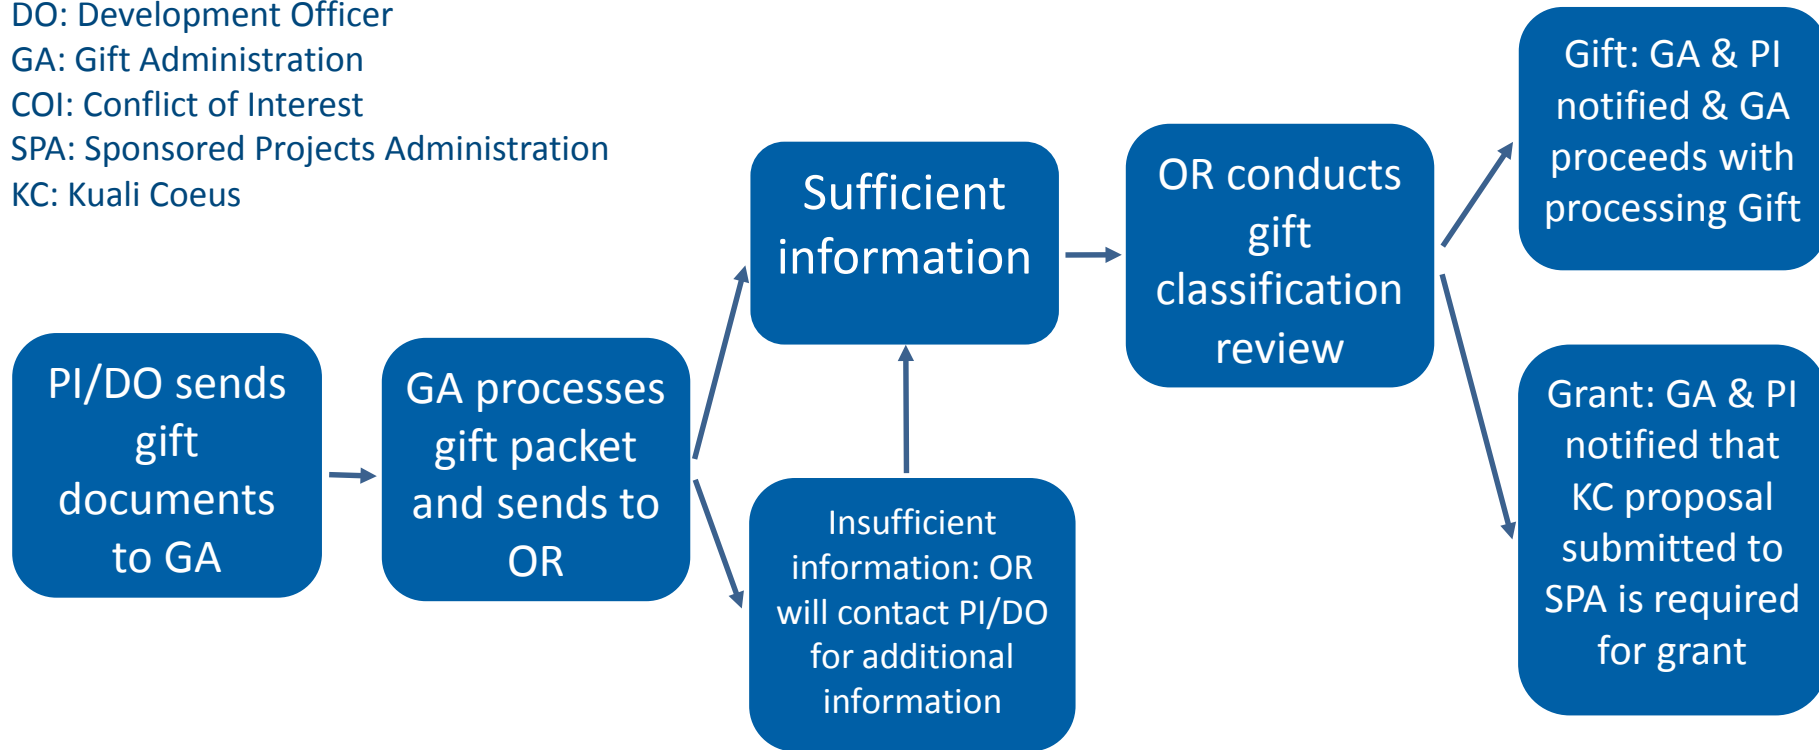 DO: Development Officer
GA: Gift Administration
COI: Conflict of Interest
SPA: Sponsored Projects Administration
KC: Kuali Coeus
PI/DO sends
gift
documents
to GA
GA processes
gift packet
and sends to
OR
Sufficient
information
Insufficient
information: OR
will contact PI/DO
for additional
information
OR conducts
gift
classification
review
Gift: GA & PI
notified & GA
proceeds with
processing Gift
Grant: GA & PI
notified that
KC proposal
submitted to
SPA is required
for grant